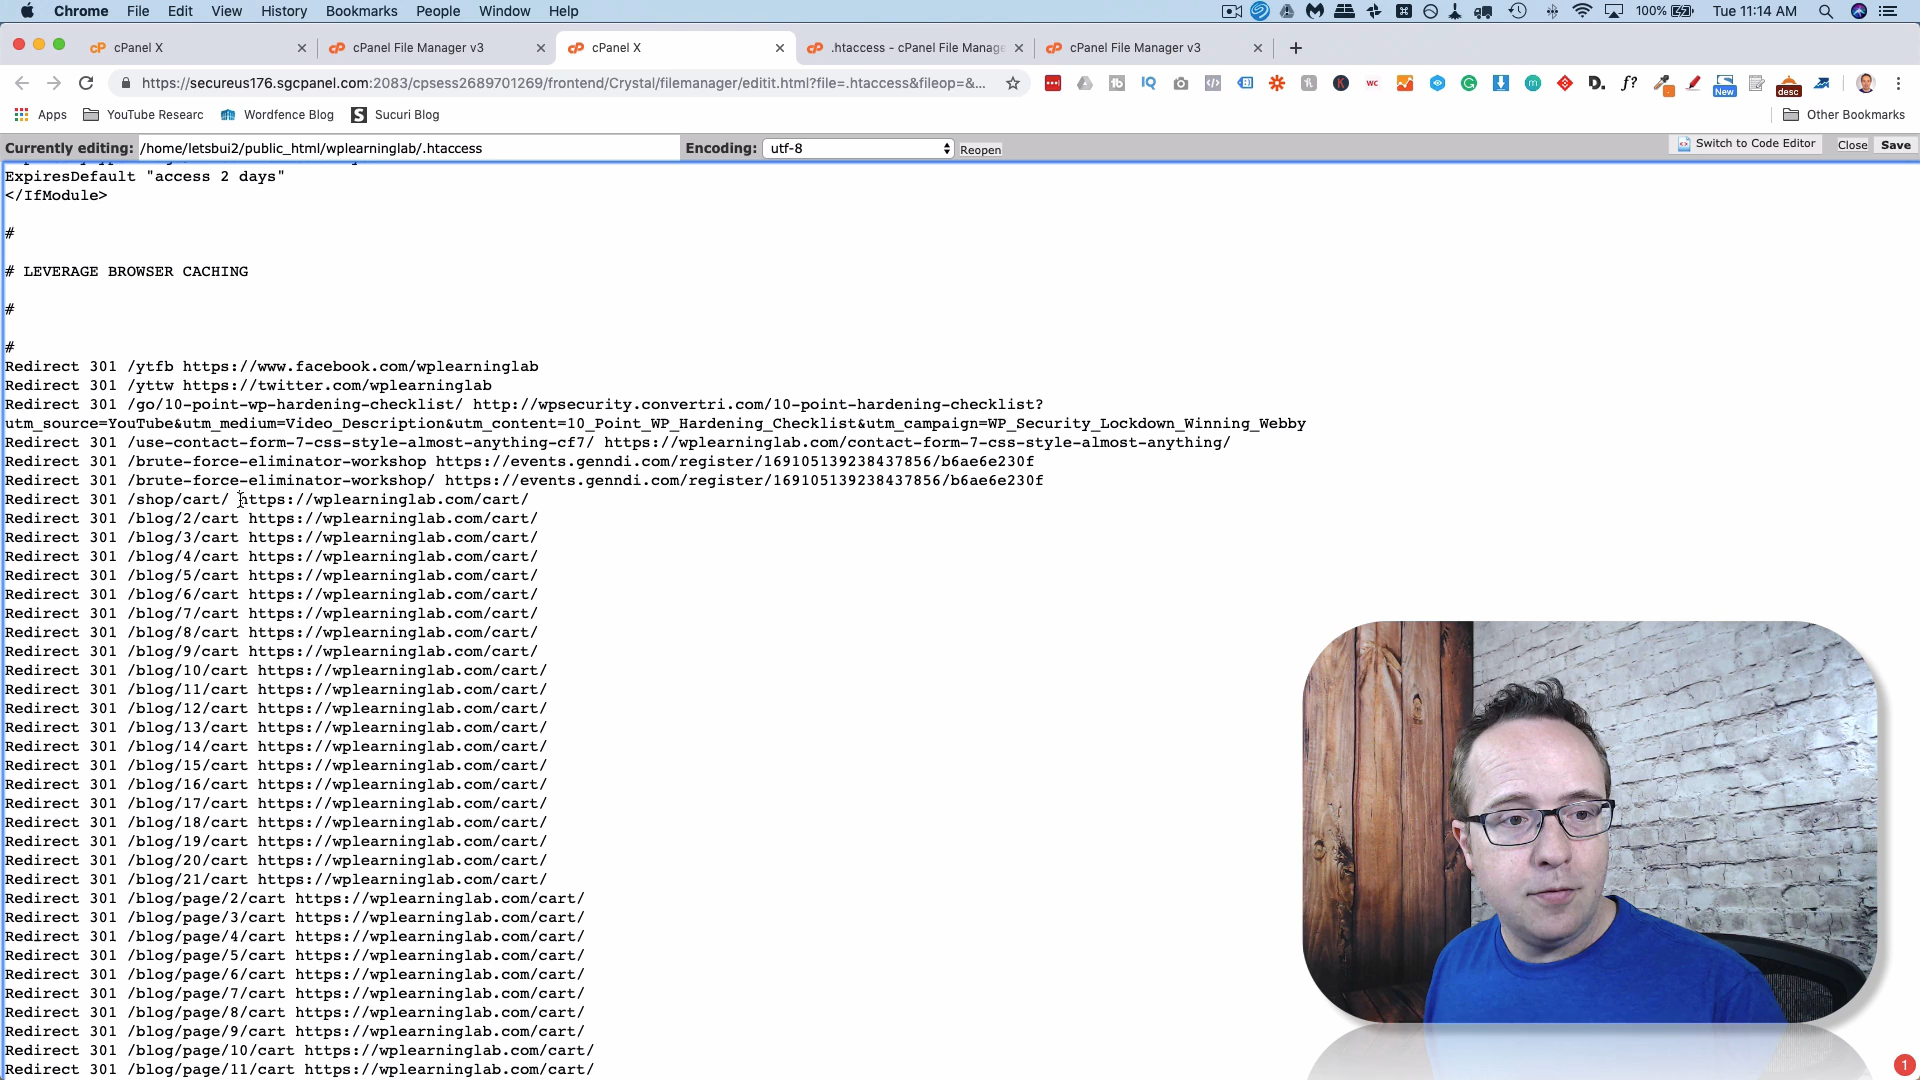 Chrome File Edit View History Bookmarks People Window Help 100% Tue 11:14 AM
cPanel X cPanel File Manager v3 cPanel X .htaccess - cPanel File Manage cPanel File Manager v3
https://secureus176.sgcpanel.com:2083/cpsess2689701269/frontend/Crystal/filemanager/editit.html?file=.htaccess&fileop=&...
Apps YouTube Researc Wordfence Blog Sucuri Blog Other Bookmarks
Currently editing: /home/letsbui2/public_html/wplearninglab/.htaccess Encoding: utf-8 Reopen Switch to Code Editor Close Save
ExpiresDefault "access 2 days"
</IfModule>
#
# LEVERAGE BROWSER CACHING
#
#
Redirect 301 /ytfb https://www.facebook.com/wplearninglab
Redirect 301 /yttw https://twitter.com/wplearninglab
Redirect 301 /go/10-point-wp-hardening-checklist/ http://wpsecurity.convertri.com/10-point-hardening-checklist?
utm_source=YouTube&utm_medium=Video_Description&utm_content=10_Point_WP_Hardening_Checklist&utm_campaign=WP_Security_Lockdown_Winning_Webby
Redirect 301 /use-contact-form-7-css-style-almost-anything-cf7/ https://wplearninglab.com/contact-form-7-css-style-almost-anything/
Redirect 301 /brute-force-eliminator-workshop https://events.genndi.com/register/169105139238437856/b6ae6e230f
Redirect 301 /brute-force-eliminator-workshop/ https://events.genndi.com/register/169105139238437856/b6ae6e230f
Redirect 301 /shop/cart/ https://wplearninglab.com/cart/
Redirect 301 /blog/2/cart https://wplearninglab.com/cart/
Redirect 301 /blog/3/cart https://wplearninglab.com/cart/
Redirect 301 /blog/4/cart https://wplearninglab.com/cart/
Redirect 301 /blog/5/cart https://wplearninglab.com/cart/
Redirect 301 /blog/6/cart https://wplearninglab.com/cart/
Redirect 301 /blog/7/cart https://wplearninglab.com/cart/
Redirect 301 /blog/8/cart https://wplearninglab.com/cart/
Redirect 301 /blog/9/cart https://wplearninglab.com/cart/
Redirect 301 /blog/10/cart https://wplearninglab.com/cart/
Redirect 301 /blog/11/cart https://wplearninglab.com/cart/
Redirect 301 /blog/12/cart https://wplearninglab.com/cart/
Redirect 301 /blog/13/cart https://wplearninglab.com/cart/
Redirect 301 /blog/14/cart https://wplearninglab.com/cart/
Redirect 301 /blog/15/cart https://wplearninglab.com/cart/
Redirect 301 /blog/16/cart https://wplearninglab.com/cart/
Redirect 301 /blog/17/cart https://wplearninglab.com/cart/
Redirect 301 /blog/18/cart https://wplearninglab.com/cart/
Redirect 301 /blog/19/cart https://wplearninglab.com/cart/
Redirect 301 /blog/20/cart https://wplearninglab.com/cart/
Redirect 301 /blog/21/cart https://wplearninglab.com/cart/
Redirect 301 /blog/page/2/cart https://wplearninglab.com/cart/
Redirect 301 /blog/page/3/cart https://wplearninglab.com/cart/
Redirect 301 /blog/page/4/cart https://wplearninglab.com/cart/
Redirect 301 /blog/page/5/cart https://wplearninglab.com/cart/
Redirect 301 /blog/page/6/cart https://wplearninglab.com/cart/
Redirect 301 /blog/page/7/cart https://wplearninglab.com/cart/
Redirect 301 /blog/page/8/cart https://wplearninglab.com/cart/
Redirect 301 /blog/page/9/cart https://wplearninglab.com/cart/
Redirect 301 /blog/page/10/cart https://wplearninglab.com/cart/
Redirect 301 /blog/page/11/cart https://wplearninglab.com/cart/
1